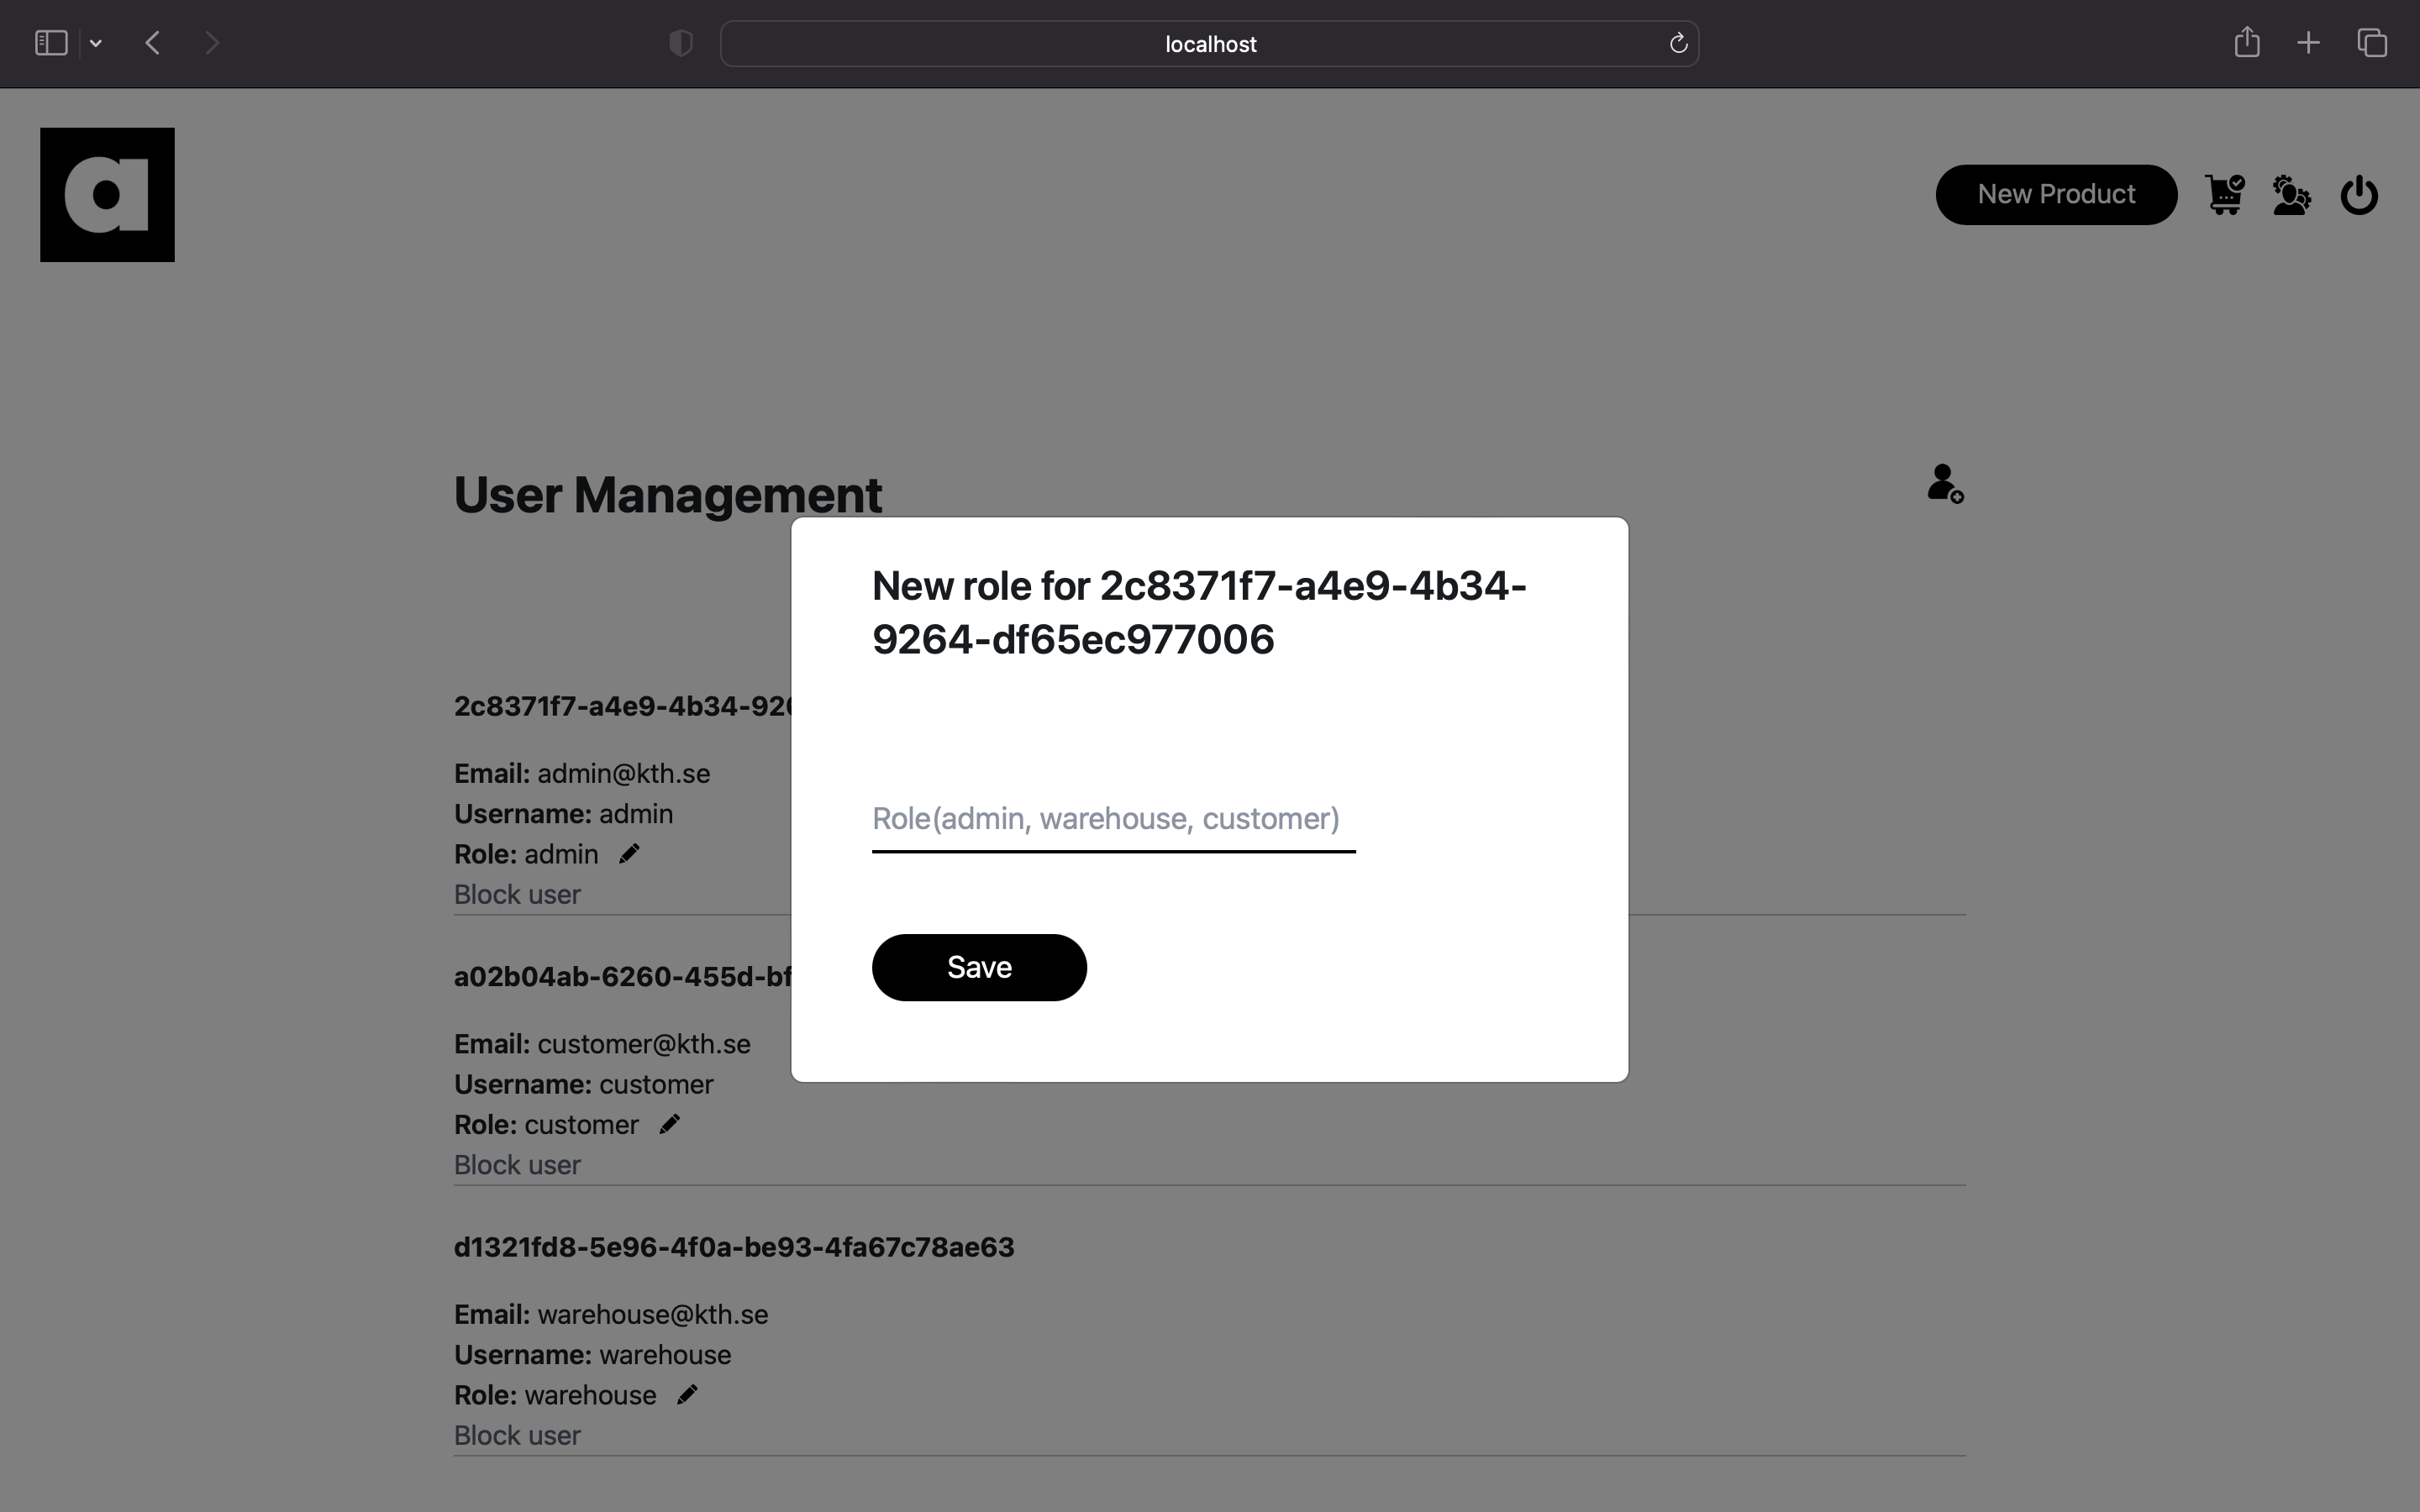 localhost
a
New Product
User Management
New role for 2c8371f7-a4e9-4b34-
9264-df65ec977006
2c8371f7-a4e9-4b34-926
Email: admin@kth.se
Username: admin
Role: admin
Role(admin, warehouse, customer)
Block user
Save
a02b04ab-6260-455d-bf
Email: customer@kth.se
Username: customer
Role: customer
Block user
d1321fd8-5e96-4f0a-be93-4fa67c78ae63
Email: warehouse@kth.se
Username: warehouse
Role: warehouse
Block user